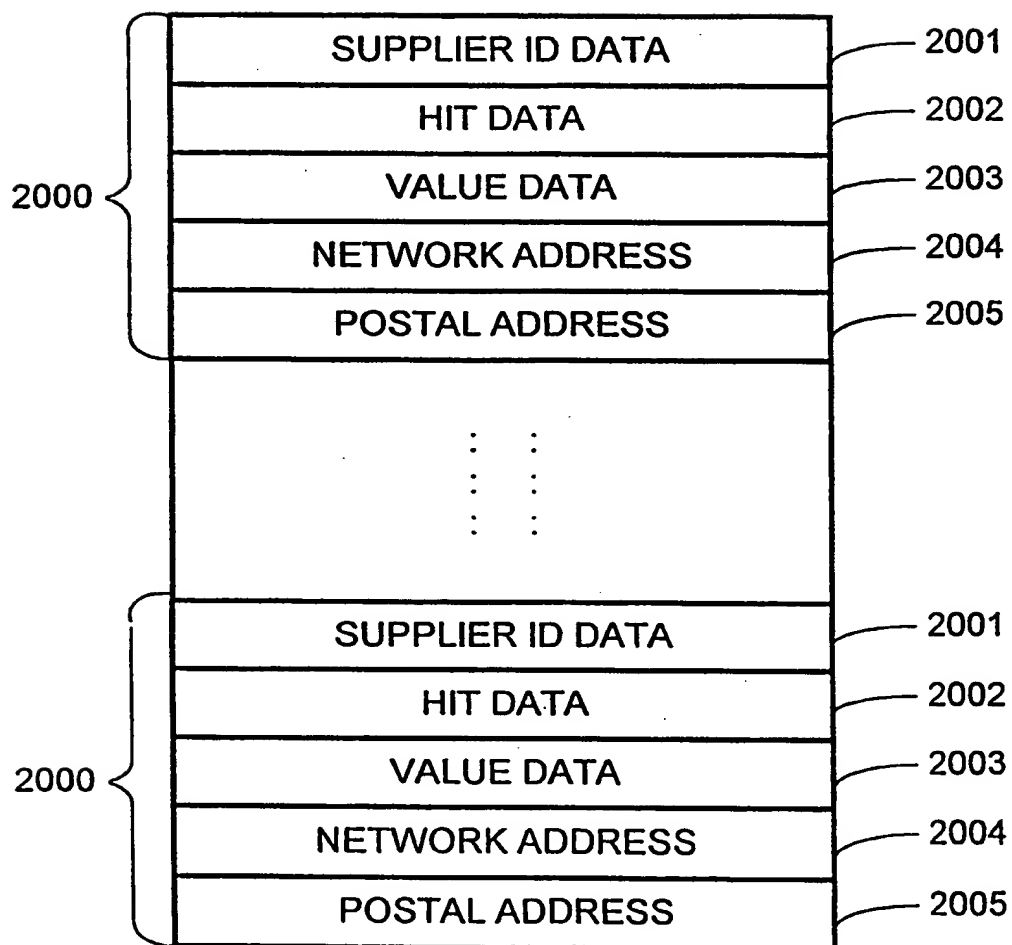 SUPPLIER ID DATA 2001
HIT DATA 2002
2000 VALUE DATA 2003
NETWORK ADDRESS 2004
POSTAL ADDRESS 2005
SUPPLIER ID DATA 2001
HIT DATA 2002
2000 VALUE DATA 2003
NETWORK ADDRESS 2004
POSTAL ADDRESS 2005